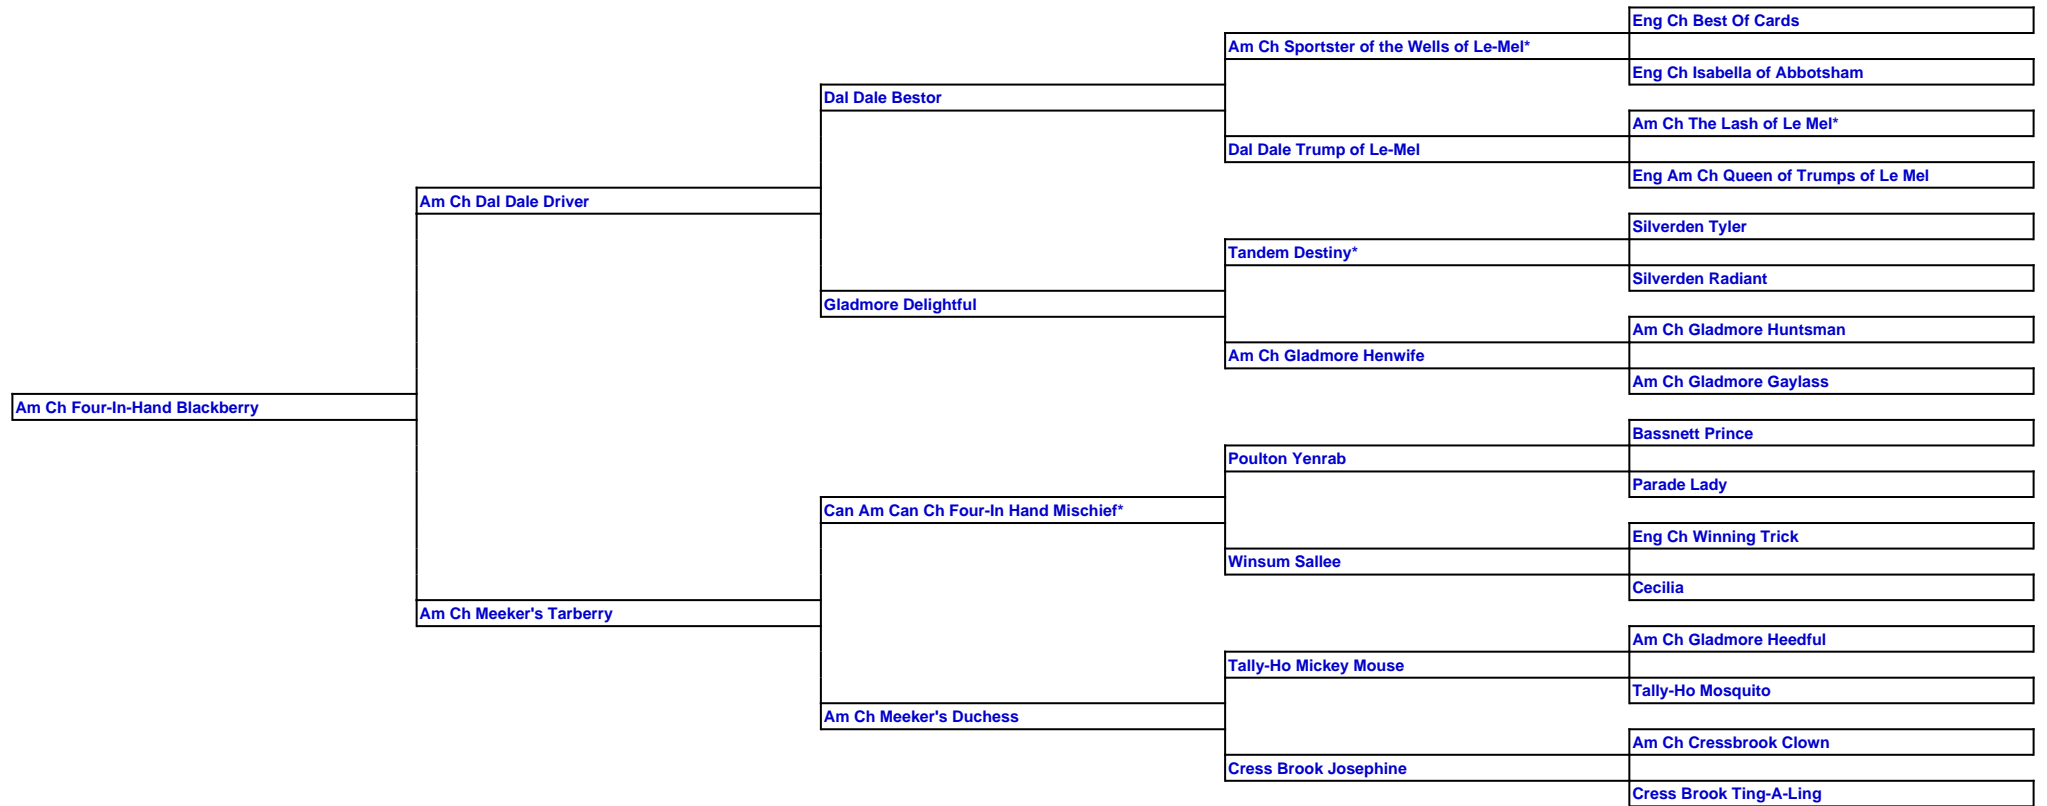 Eng Ch Best Of Cards
Am Ch Sportster of the Wells of Le-Mel*
Eng Ch Isabella of Abbotsham
Dal Dale Bestor
Am Ch The Lash of Le Mel*
Dal Dale Trump of Le-Mel
Eng Am Ch Queen of Trumps of Le Mel
Am Ch Dal Dale Driver
Silverden Tyler
Tandem Destiny*
Silverden Radiant
Gladmore Delightful
Am Ch Gladmore Huntsman
Am Ch Gladmore Henwife
Am Ch Gladmore Gaylass
Am Ch Four-In-Hand Blackberry
Bassnett Prince
Poulton Yenrab
Parade Lady
Can Am Can Ch Four-In Hand Mischief*
Eng Ch Winning Trick
Winsum Sallee
Cecilia
Am Ch Meeker's Tarberry
Am Ch Gladmore Heedful
Tally-Ho Mickey Mouse
Tally-Ho Mosquito
Am Ch Meeker's Duchess
Am Ch Cressbrook Clown
Cress Brook Josephine
Cress Brook Ting-A-Ling